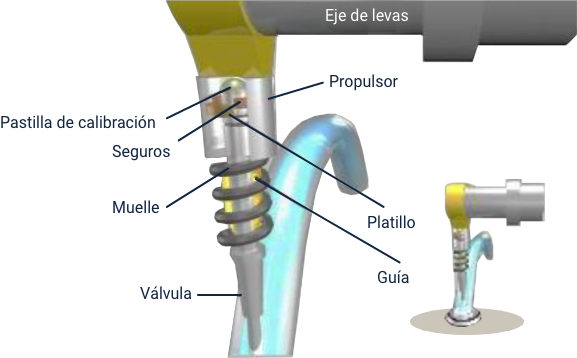 Eje de levas
Propulsor
Pastilla de calibración
Seguros
Muelle
Platillo
Guía
Válvula